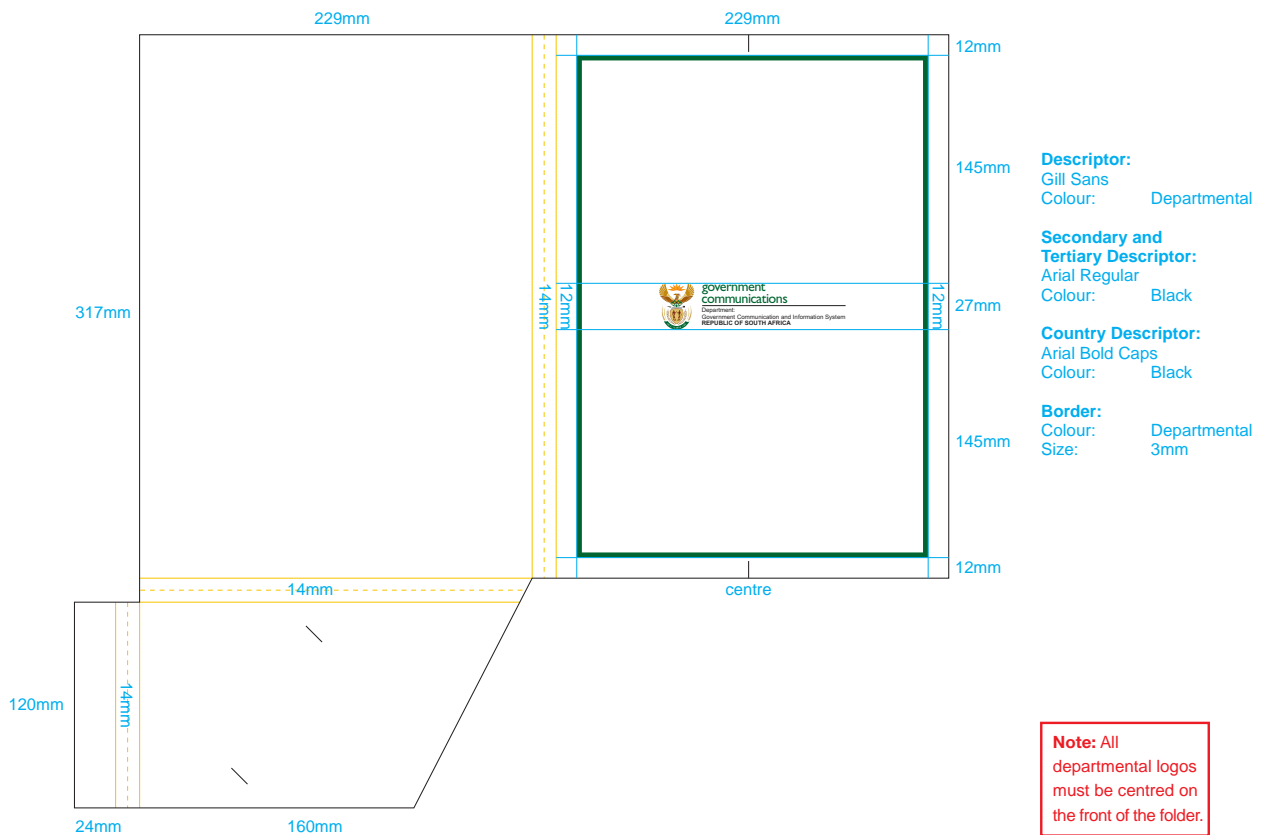 229mm
229mm
12mm
145mm
Descriptor:
Gill Sans
Colour: Departmental
Secondary and
Tertiary Descriptor:
Arial Regular
Colour: Black
317mm
14mm
12mm
government
communications
Department:
Government Communication and Information System
REPUBLIC OF SOUTH AFRICA
12mm
27mm
Country Descriptor:
Arial Bold Caps
Colour: Black
Border:
Colour: Departmental
Size: 3mm
145mm
12mm
14mm
centre
120mm
14mm
24mm
160mm
Note: All
departmental logos
must be centred on
the front of the folder.